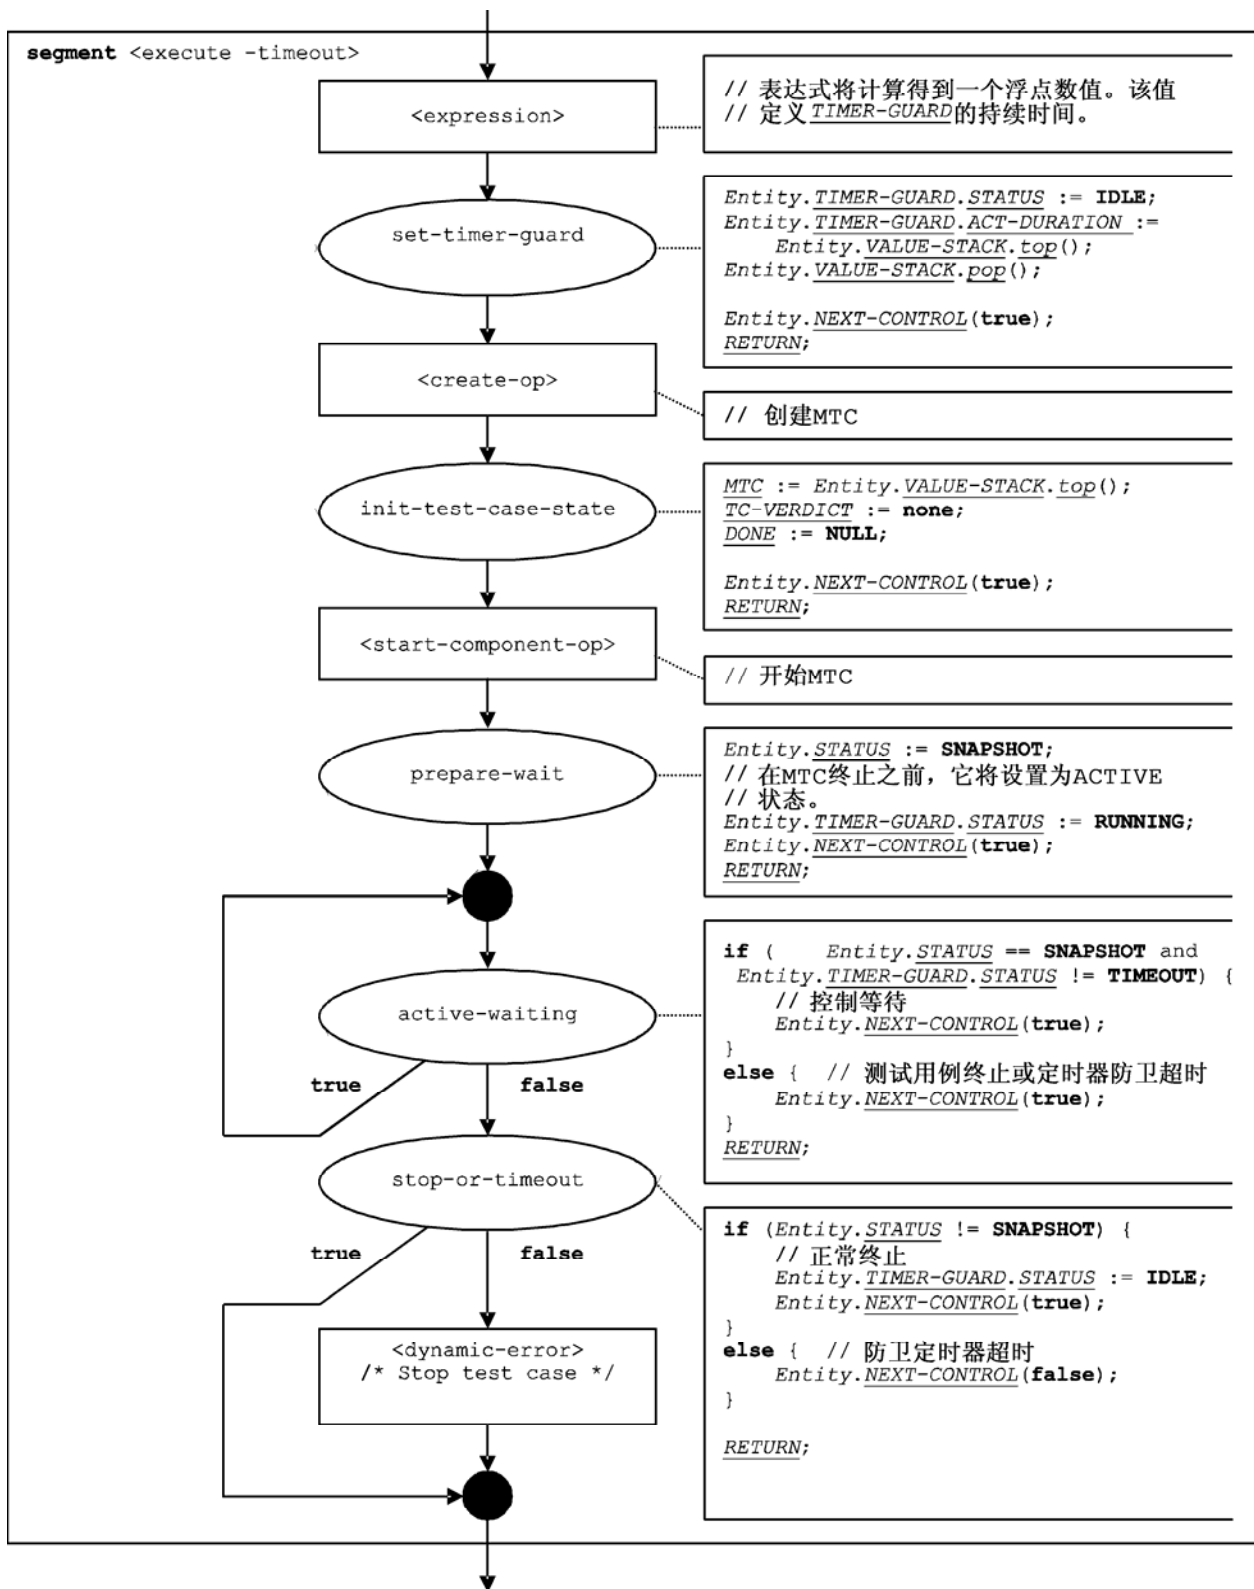 segment <execute -timeout>
<expression>
// 表达式将计算得到一个浮点数值。该值
// 定义TIMER-GUARD的持续时间。
set-timer-guard
Entity.TIMER-GUARD.STATUS := IDLE;
Entity.TIMER-GUARD.ACT-DURATION :=
Entity.VALUE-STACK.top();
Entity.VALUE-STACK.pop();
Entity.NEXT-CONTROL(true);
RETURN;
<create-op>
// 创建MTC
init-test-case-state
MTC := Entity.VALUE-STACK.top();
TC-VERDICT := none;
DONE := NULL;
Entity.NEXT-CONTROL(true);
RETURN;
<start-component-op>
// 开始MTC
prepare-wait
Entity.STATUS := SNAPSHOT;
// 在MTC终止之前，它将设置为ACTIVE
// 状态。
Entity.TIMER-GUARD.STATUS := RUNNING;
Entity.NEXT-CONTROL(true);
RETURN;
active-waiting
true
false
if ( Entity.STATUS == SNAPSHOT and
Entity.TIMER-GUARD.STATUS != TIMEOUT) {
// 控制等待
Entity.NEXT-CONTROL(true);
}
else { // 测试用例终止或定时器防卫超时
Entity.NEXT-CONTROL(true);
}
RETURN;
stop-or-timeout
true
false
if (Entity.STATUS != SNAPSHOT) {
// 正常终止
Entity.TIMER-GUARD.STATUS := IDLE;
Entity.NEXT-CONTROL(true);
}
else { // 防卫定时器超时
Entity.NEXT-CONTROL(false);
}
RETURN;
<dynamic-error>
/* Stop test case */